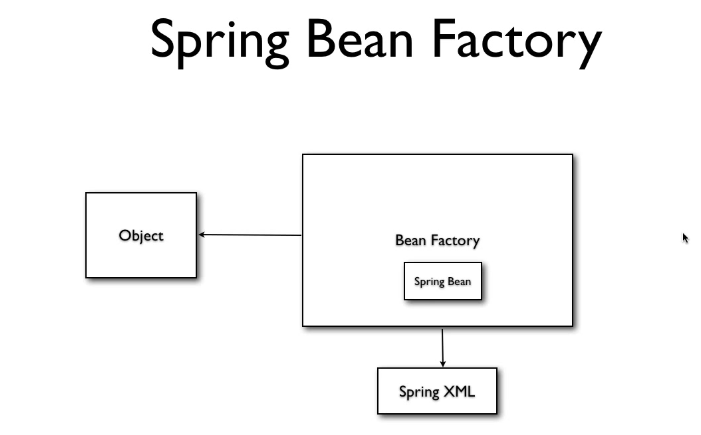 Spring Bean Factory
Object
Bean Factory
Spring Bean
Spring XML